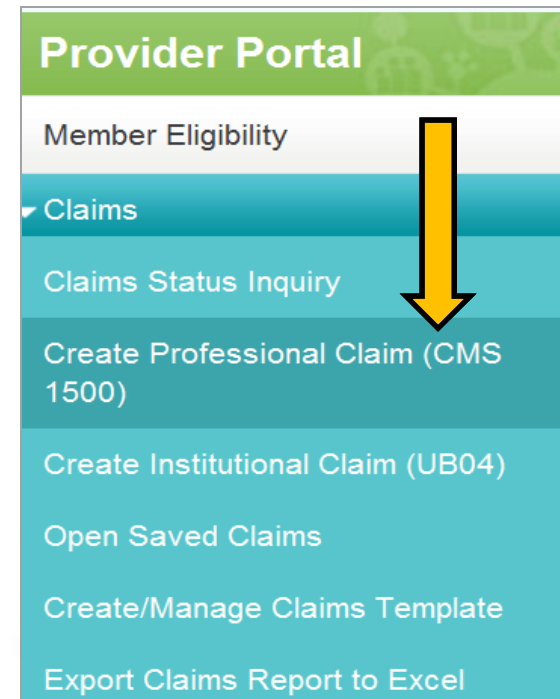 Provider Portal
Member Eligibility
Claims
Claims Status Inquiry
Create Professional Claim (CMS
1500)
Create Institutional Claim (UB04)
Open Saved Claims
Create/Manage Claims Template
Export Claims Report to Excel